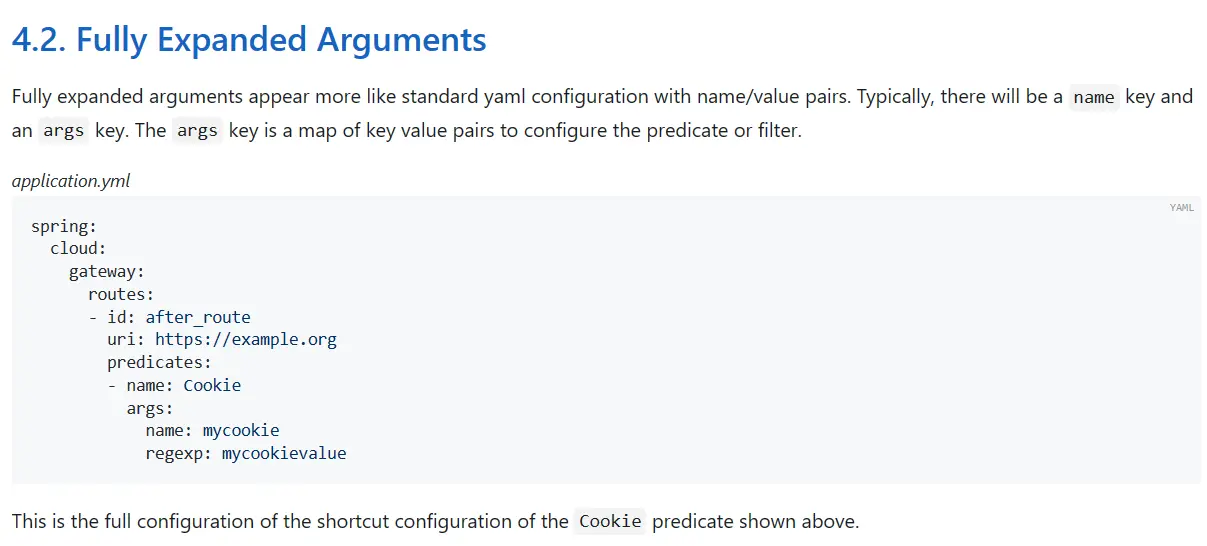 4.2. Fully Expanded Arguments
Fully expanded arguments appear more like standard yaml configuration with name/value pairs. Typically, there will be a name key and
an args key. The args key is a map of key value pairs to configure the predicate or filter.
application.yml
YAML
spring:
  cloud:
    gateway:
      routes:
      - id: after_route
        uri: https://example.org
        predicates:
        - name: Cookie
          args:
            name: mycookie
            regexp: mycookievalue
This is the full configuration of the shortcut configuration of the Cookie predicate shown above.